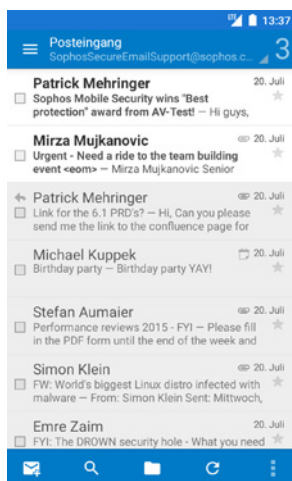 LTE 13:37
Posteingang
SophosSecureEmailSupport@sophos.c... 3
Patrick Mehringer 20. Juli
Sophos Mobile Security wins "Best
protection" award from AV-Test! — Hi guys,
Mirza Mujkanovic 20. Juli
Urgent - Need a ride to the team building
event <eom> — Mirza Mujkanovic Senior
Patrick Mehringer 20. Juli
Link for the 6.1 PRD's? — Hi, Can you please
send me the link to the confluence page for
Michael Kuppek 20. Juli
Birthday party — Birthday party YAY!
Stefan Aumaier 20. Juli
Performance reviews 2015 - FYI — Please fill
in the PDF form until the end of the week and
Simon Klein 20. Juli
FW: World's biggest Linux distro infected with
malware — From: Simon Klein Sent: Mittwoch,
Emre Zaim 20. Juli
FYI: The DROWN security hole - What you need